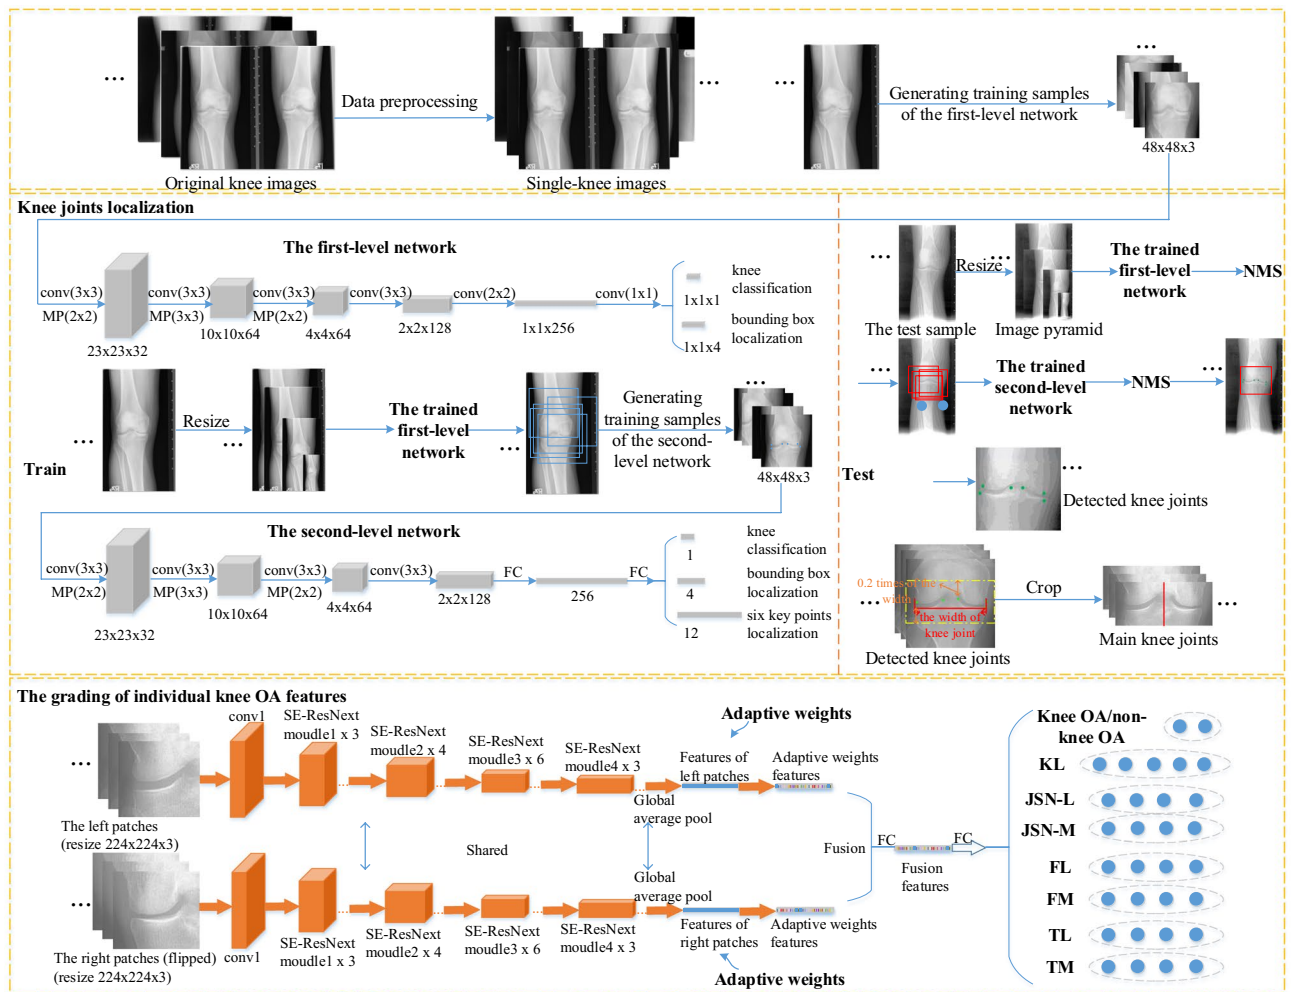 ...
Data preprocessing
...
...
Generating training samples
of the first-level network
...
48x48x3
Original knee images
Single-knee images
Knee joints localization
The first-level network
conv(3x3)
MP(2x2)
23x23x32
conv(3x3)
MP(3x3)
10x10x64
conv(3x3)
MP(2x2)
4x4x64
conv(3x3)
2x2x128
conv(2x2)
1x1x256
conv(1x1)
1x1x1
knee
classification
1x1x4
bounding box
localization
Train
Resize
...
The trained
first-level
network
...
Generating
training samples
of the second-
level network
...
48x48x3
The second-level network
conv(3x3)
MP(2x2)
23x23x32
conv(3x3)
MP(3x3)
10x10x64
conv(3x3)
MP(2x2)
4x4x64
conv(3x3)
2x2x128
FC
256
FC
1
knee
classification
4
bounding box
localization
12
six key points
localization
...
The test sample
Resize
...
Image pyramid
The trained
first-level
network
NMS
...
The trained
second-level
network
NMS
...
Test
...
Detected knee joints
...
0.2 times of the
width
the width of
knee joint
Detected knee joints
Crop
...
Main knee joints
The grading of individual knee OA features
...
The left patches
(resize 224x224x3)
conv1
SE-ResNext
moudle1 x 3
SE-ResNext
moudle2 x 4
SE-ResNext
moudle3 x 6
SE-ResNext
moudle4 x 3
Global
average pool
Adaptive weights
Features of
left patches
Adaptive weights
features
Shared
...
The right patches (flipped)
(resize 224x224x3)
conv1
SE-ResNext
moudle1 x 3
SE-ResNext
moudle2 x 4
SE-ResNext
moudle3 x 6
SE-ResNext
moudle4 x 3
Global
average pool
Features of
right patches
Adaptive weights
features
Adaptive weights
Fusion
FC
Fusion
features
FC
Knee OA/non-
knee OA
KL
JSN-L
JSN-M
FL
FM
TL
TM